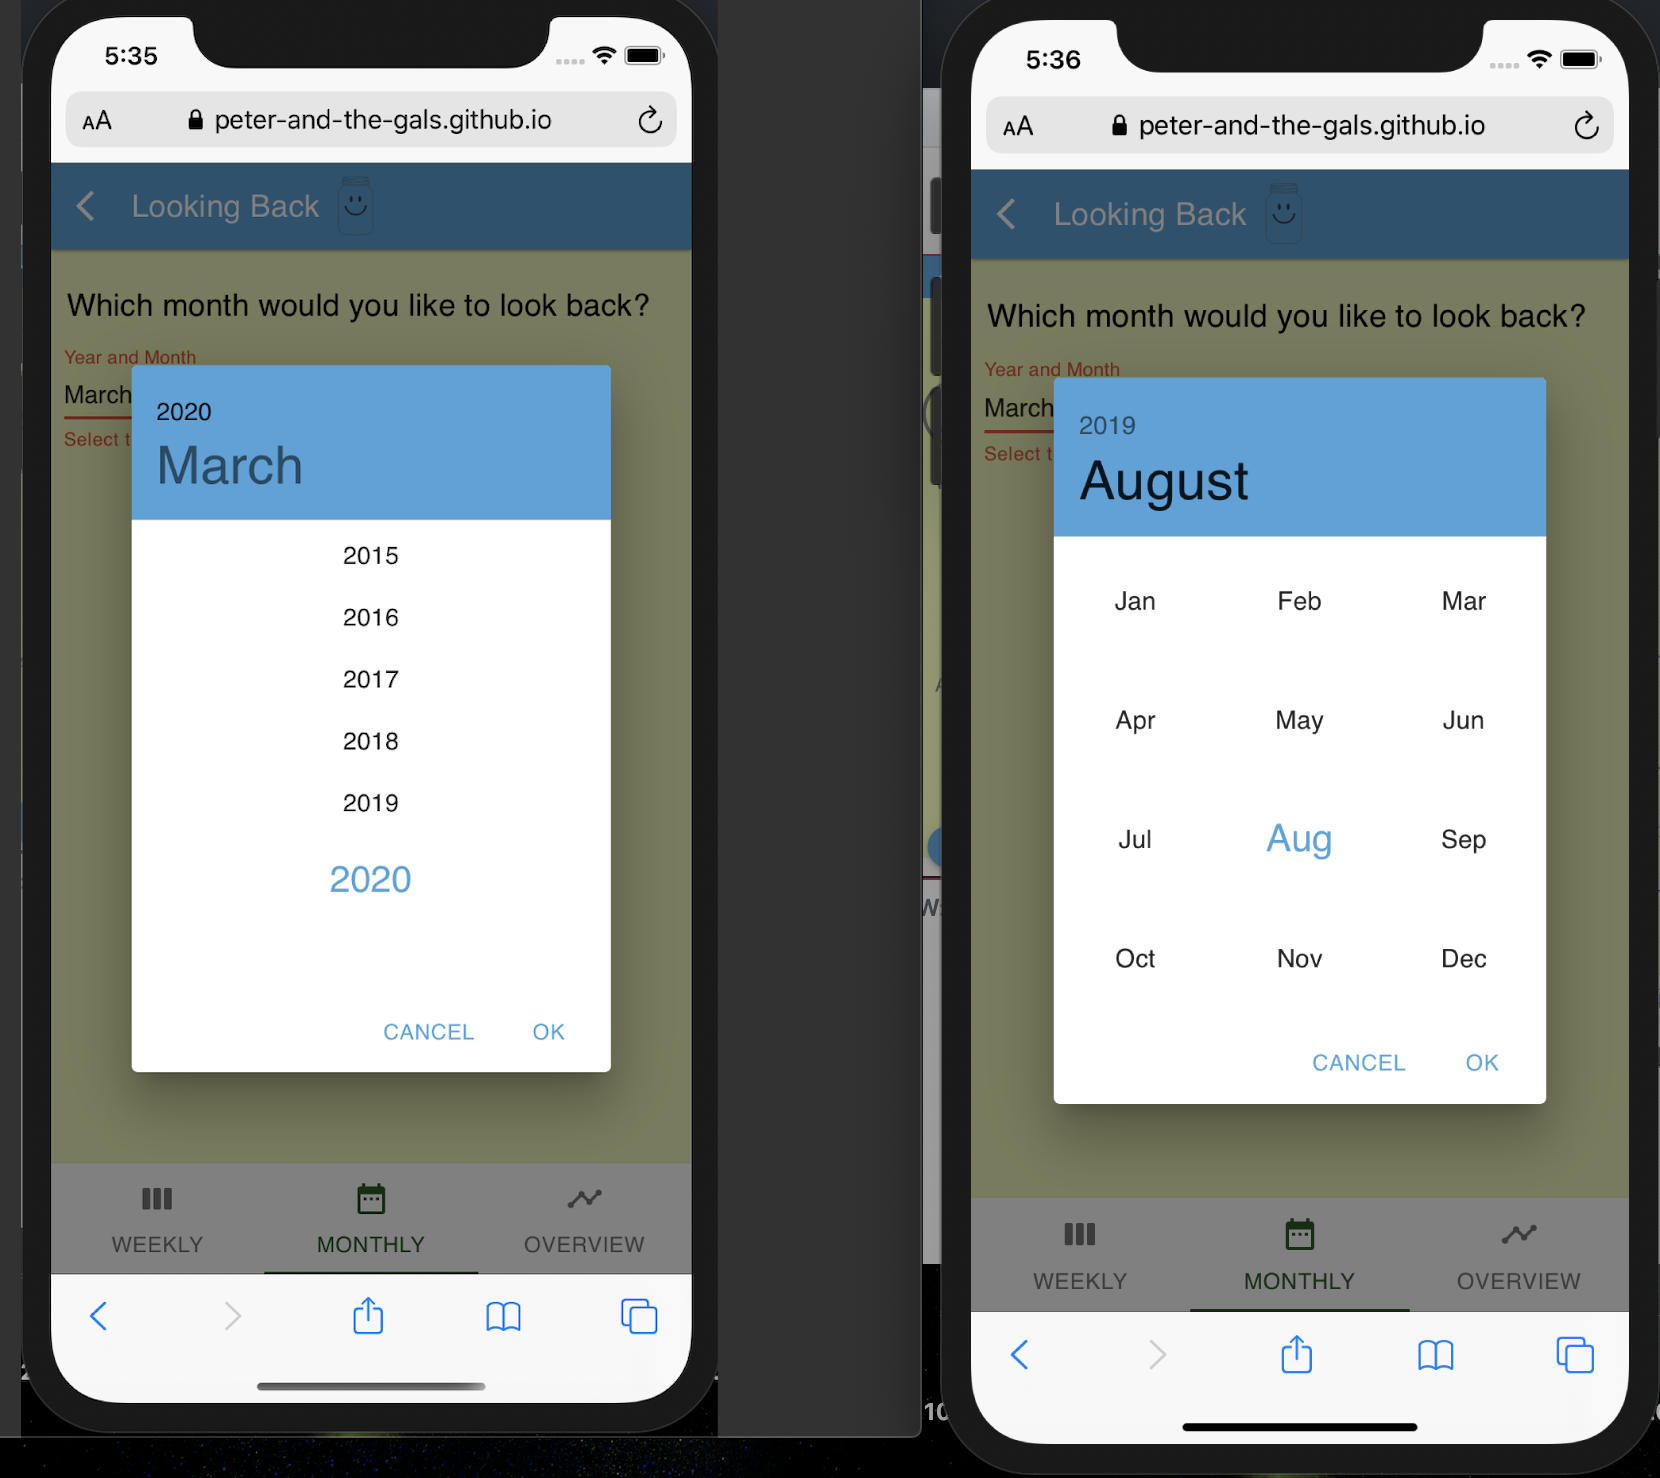 5:35
AA peter-and-the-gals.github.io
Looking Back
Which month would you like to look back?
Year and Month
March
Select t
2020
March
2015
2016
2017
2018
2019
2020
CANCEL OK
WEEKLY MONTHLY OVERVIEW
5:36
AA peter-and-the-gals.github.io
Looking Back
Which month would you like to look back?
Year and Month
March
Select t
2019
August
Jan Feb Mar
Apr May Jun
Jul Aug Sep
Oct Nov Dec
CANCEL OK
WEEKLY MONTHLY OVERVIEW
10